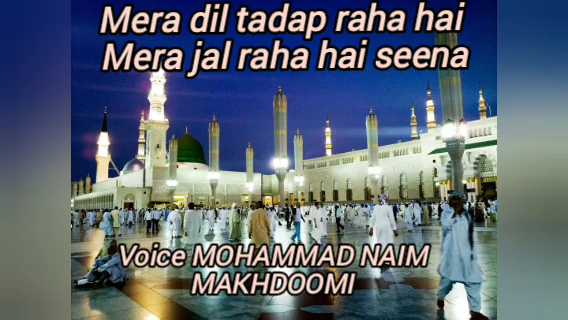 Mera dil tadap raha hai
Mera jal raha hai seena
Voice MOHAMMAD NAIM
MAKHDOOMI